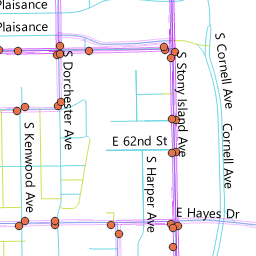 Plaisance
Plaisance
S Dorchester Ave
S Kenwood Ave
E 62nd St
S Harper Ave
S Stony Island Ave
S Cornell Ave
Cornell Ave
E Hayes Dr